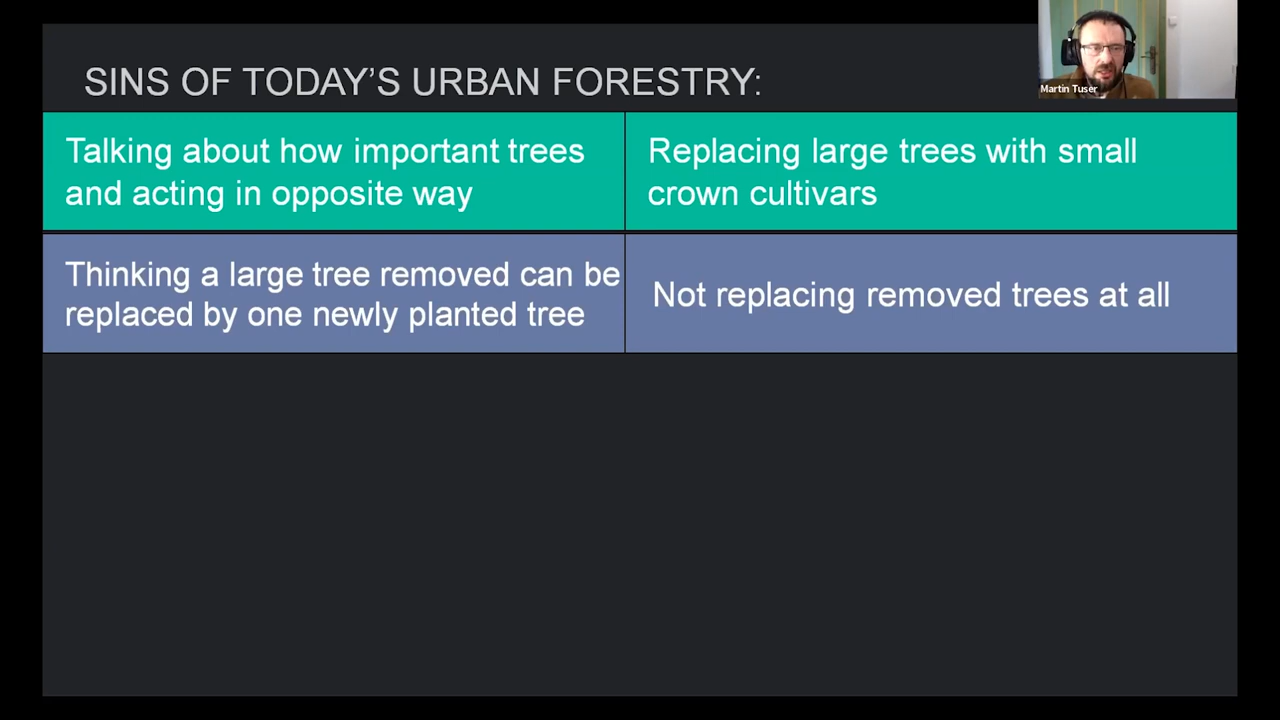 SINS OF TODAY’S URBAN FORESTRY:
Martin Tuser
Talking about how important trees
and acting in opposite way
Replacing large trees with small
crown cultivars
Thinking a large tree removed can be
replaced by one newly planted tree
Not replacing removed trees at all